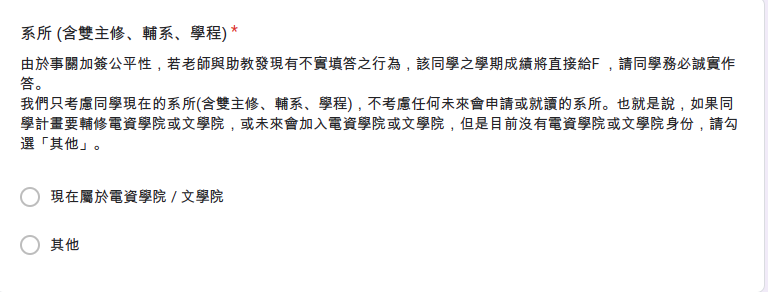 系所 (含雙主修、輔系、學程) *
由於事關加簽公平性，若老師與助教發現有不實填答之行為，該同學之學期成績將直接給F ，請同學務必誠實作
答。
我們只考慮同學現在的系所(含雙主修、輔系、學程)，不考慮任何未來會申請或就讀的系所。也就是說，如果同
學計畫要輔修電資學院或文學院，或未來會加入電資學院或文學院，但是目前沒有電資學院或文學院身份，請勾
選「其他」。
現在屬於電資學院 / 文學院
其他